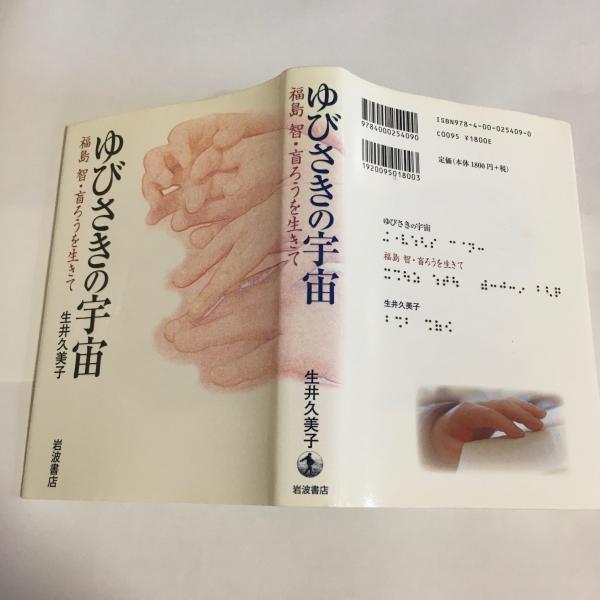 ゆびさきの宇宙
福島 智・盲ろうを生きて
生井久美子
岩波書店
ゆびさきの宇宙
福島 智・盲ろうを生きて
生井久美子
岩波書店
9784000254090
1920095018003
ISBN978-4-00-025409-0
C0095 ¥1800E
定価(本体1800円+税)
ゆびさきの宇宙
福島 智・盲ろうを生きて
生井久美子